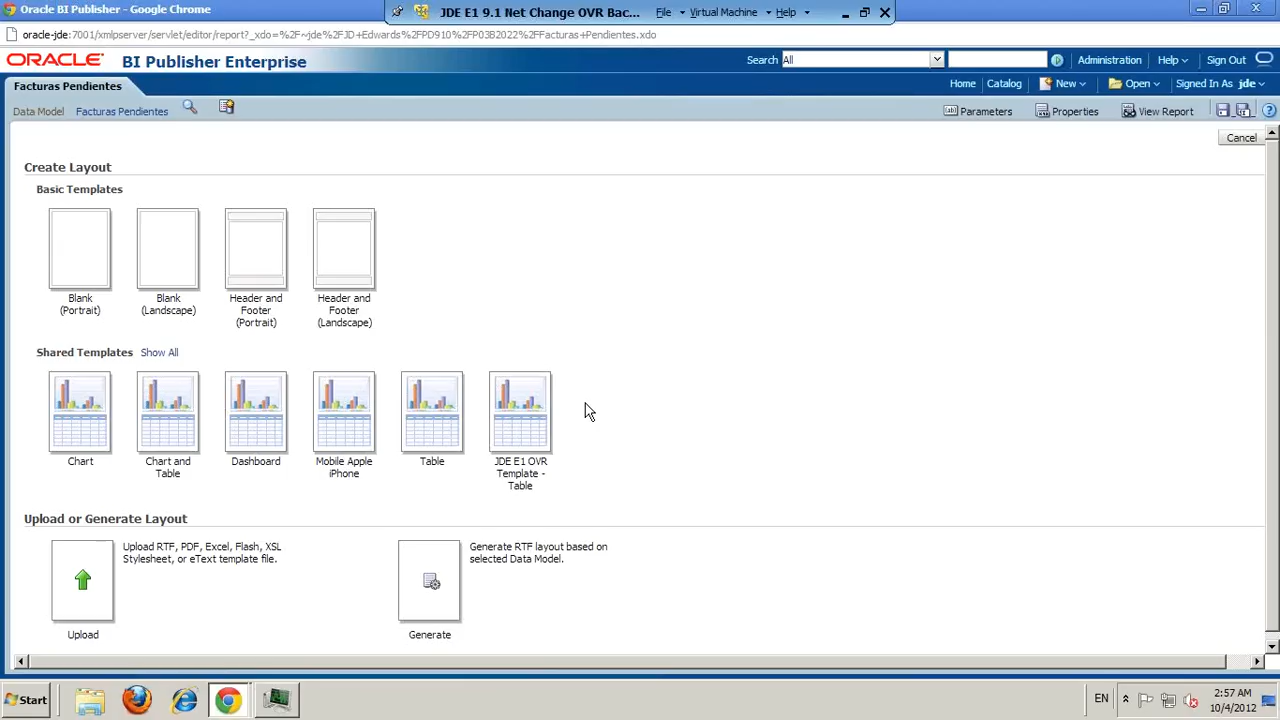 Oracle BI Publisher - Google Chrome
JDE E1 9.1 Net Change OVR Bac... File Virtual Machine Help
oracle-jde:7001/xmlpserver/servlet/editor/report?_xdo=%2F~jde%2FJD+Edwards%2FPD910%2FP03B2022%2FFacturas+Pendientes.xdo
ORACLE BI Publisher Enterprise
Search All Administration Help Sign Out
Facturas Pendientes
Home Catalog New Open Signed In As jde
Data Model Facturas Pendientes
Parameters Properties View Report
Cancel
Create Layout
Basic Templates
Blank
(Portrait)
Blank
(Landscape)
Header and
Footer
(Portrait)
Header and
Footer
(Landscape)
Shared Templates Show All
Chart
Chart and
Table
Dashboard
Mobile Apple
iPhone
Table
JDE E1 OVR
Template -
Table
Upload or Generate Layout
Upload RTF, PDF, Excel, Flash, XSL
Stylesheet, or eText template file.
Upload
Generate RTF layout based on
selected Data Model.
Generate
Start
EN
2:57 AM
10/4/2012